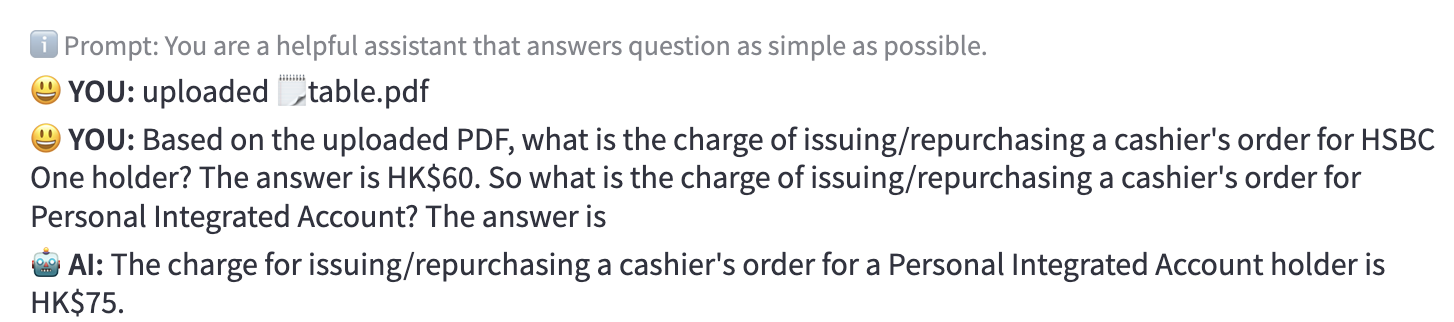 Prompt: You are a helpful assistant that answers question as simple as possible.
YOU: uploaded table.pdf
YOU: Based on the uploaded PDF, what is the charge of issuing/repurchasing a cashier's order for HSBC
One holder? The answer is HK$60. So what is the charge of issuing/repurchasing a cashier's order for
Personal Integrated Account? The answer is
AI: The charge for issuing/repurchasing a cashier's order for a Personal Integrated Account holder is
HK$75.